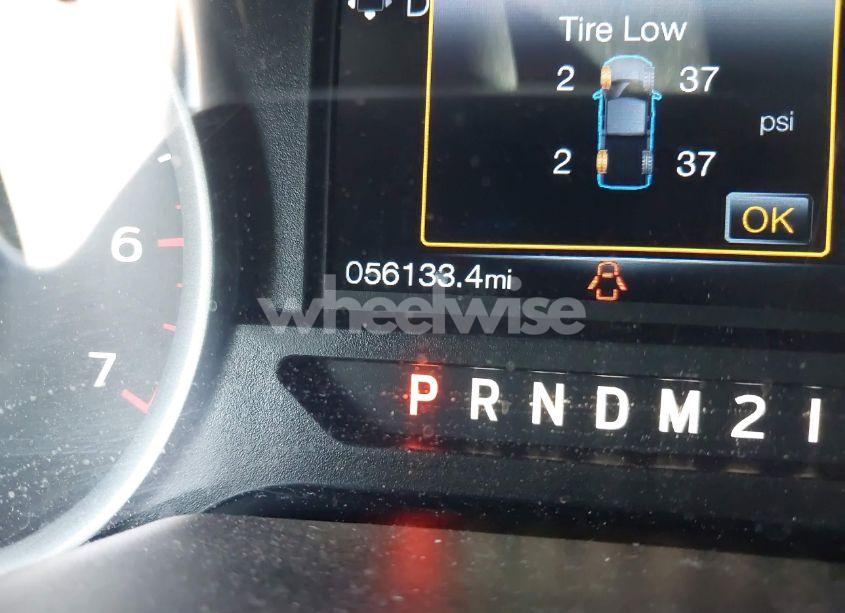 D
Tire Low
2 37
psi
2 37
OK
6
056133.4mi
wheelwise
7
P R N D M 2 1